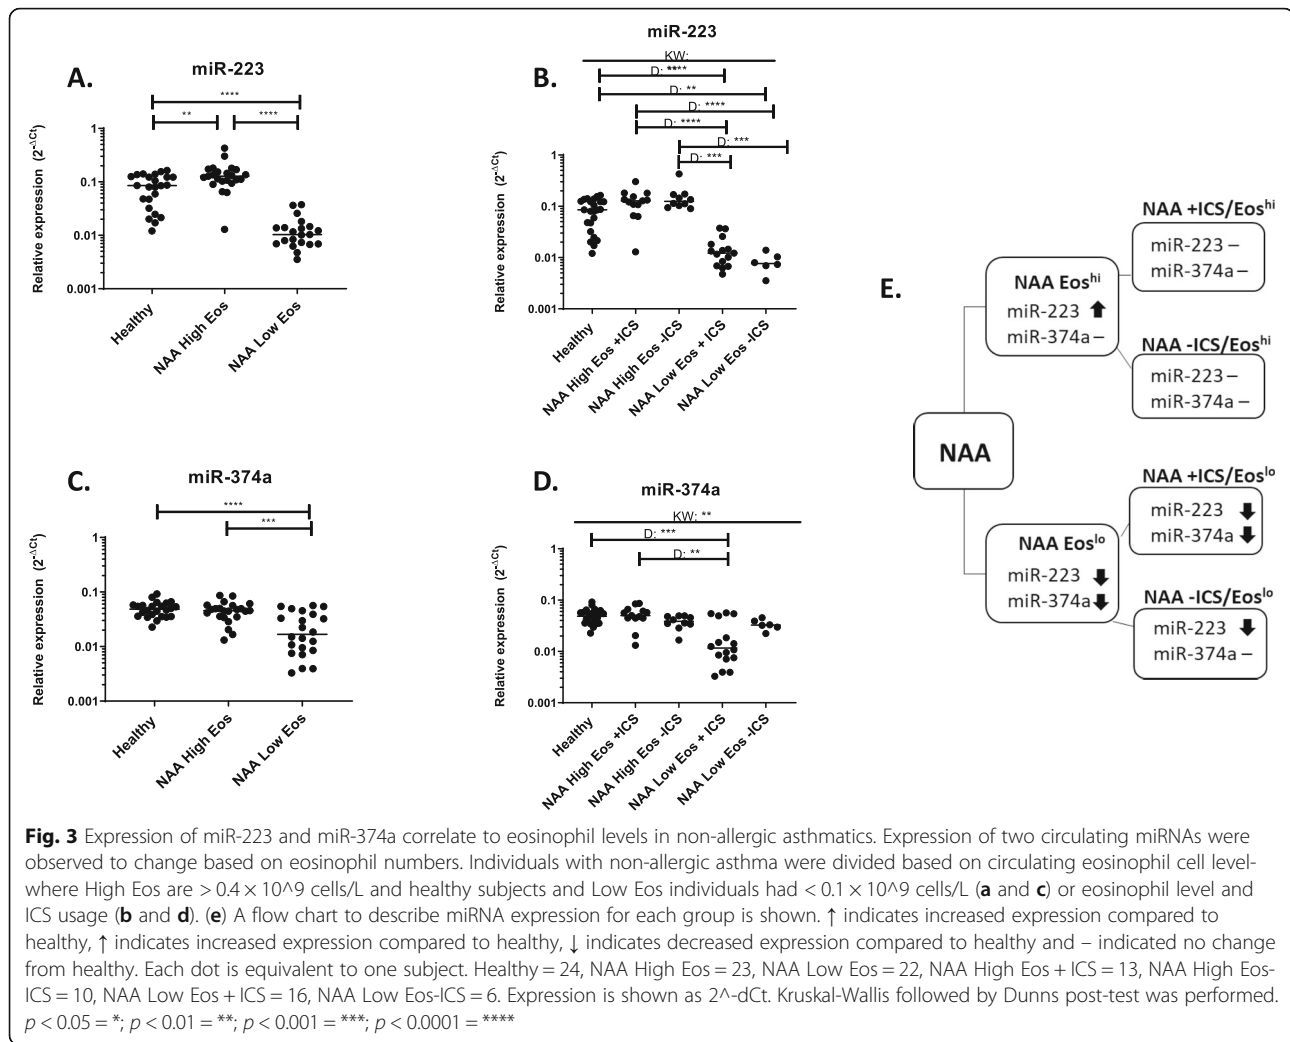 A.
miR-223
****
** ****
Relative expression (2^-ΔCt)
1
0.1
0.01
0.001
Healthy
NAA High Eos
NAA Low Eos
B.
miR-223
KW:
D: ****
D: **
D: ****
D: ****
D: ***
D: ***
Relative expression (2^-ΔCt)
1
0.1
0.01
0.001
Healthy
NAA High Eos +ICS
NAA High Eos -ICS
NAA Low Eos + ICS
NAA Low Eos -ICS
C.
miR-374a
****
***
Relative expression (2^-ΔCt)
1
0.1
0.01
0.001
Healthy
NAA High Eos
NAA Low Eos
D.
miR-374a
KW: **
D: ***
D: **
Relative expression (2^-ΔCt)
1
0.1
0.01
0.001
Healthy
NAA High Eos +ICS
NAA High Eos -ICS
NAA Low Eos + ICS
NAA Low Eos -ICS
E.
NAA
NAA Eos^hi
miR-223 ↑
miR-374a –
NAA +ICS/Eos^hi
miR-223 –
miR-374a –
NAA -ICS/Eos^hi
miR-223 –
miR-374a –
NAA Eos^lo
miR-223 ↓
miR-374a ↓
NAA +ICS/Eos^lo
miR-223 ↓
miR-374a ↓
NAA -ICS/Eos^lo
miR-223 ↓
miR-374a –
Fig. 3 Expression of miR-223 and miR-374a correlate to eosinophil levels in non-allergic asthmatics. Expression of two circulating miRNAs were
observed to change based on eosinophil numbers. Individuals with non-allergic asthma were divided based on circulating eosinophil cell level-
where High Eos are > 0.4 × 10^9 cells/L and healthy subjects and Low Eos individuals had < 0.1 × 10^9 cells/L (a and c) or eosinophil level and
ICS usage (b and d). (e) A flow chart to describe miRNA expression for each group is shown. ↑ indicates increased expression compared to
healthy, ↑ indicates increased expression compared to healthy, ↓ indicates decreased expression compared to healthy and – indicated no change
from healthy. Each dot is equivalent to one subject. Healthy = 24, NAA High Eos = 23, NAA Low Eos = 22, NAA High Eos + ICS = 13, NAA High Eos-
ICS = 10, NAA Low Eos + ICS = 16, NAA Low Eos-ICS = 6. Expression is shown as 2^-dCt. Kruskal-Wallis followed by Dunns post-test was performed.
p < 0.05 = *; p < 0.01 = **; p < 0.001 = ***; p < 0.0001 = ****